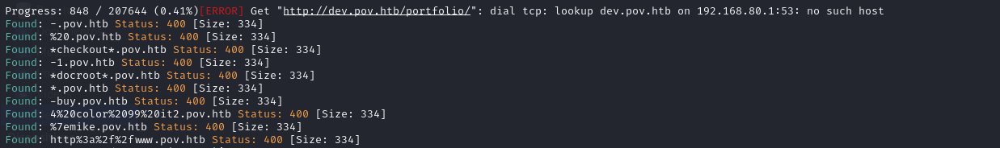 Progress: 848 / 207644 (0.41%)[ERROR] Get "http://dev.pov.htb/portfolio/": dial tcp: lookup dev.pov.htb on 192.168.80.1:53: no such host
Found: -.pov.htb Status: 400 [Size: 334]
Found: %20.pov.htb Status: 400 [Size: 334]
Found: *checkout*.pov.htb Status: 400 [Size: 334]
Found: -1.pov.htb Status: 400 [Size: 334]
Found: *docroot*.pov.htb Status: 400 [Size: 334]
Found: *.pov.htb Status: 400 [Size: 334]
Found: -buy.pov.htb Status: 400 [Size: 334]
Found: 4%20color%2099%20it2.pov.htb Status: 400 [Size: 334]
Found: %7emike.pov.htb Status: 400 [Size: 334]
Found: http%3a%2f%2fwww.pov.htb Status: 400 [Size: 334]